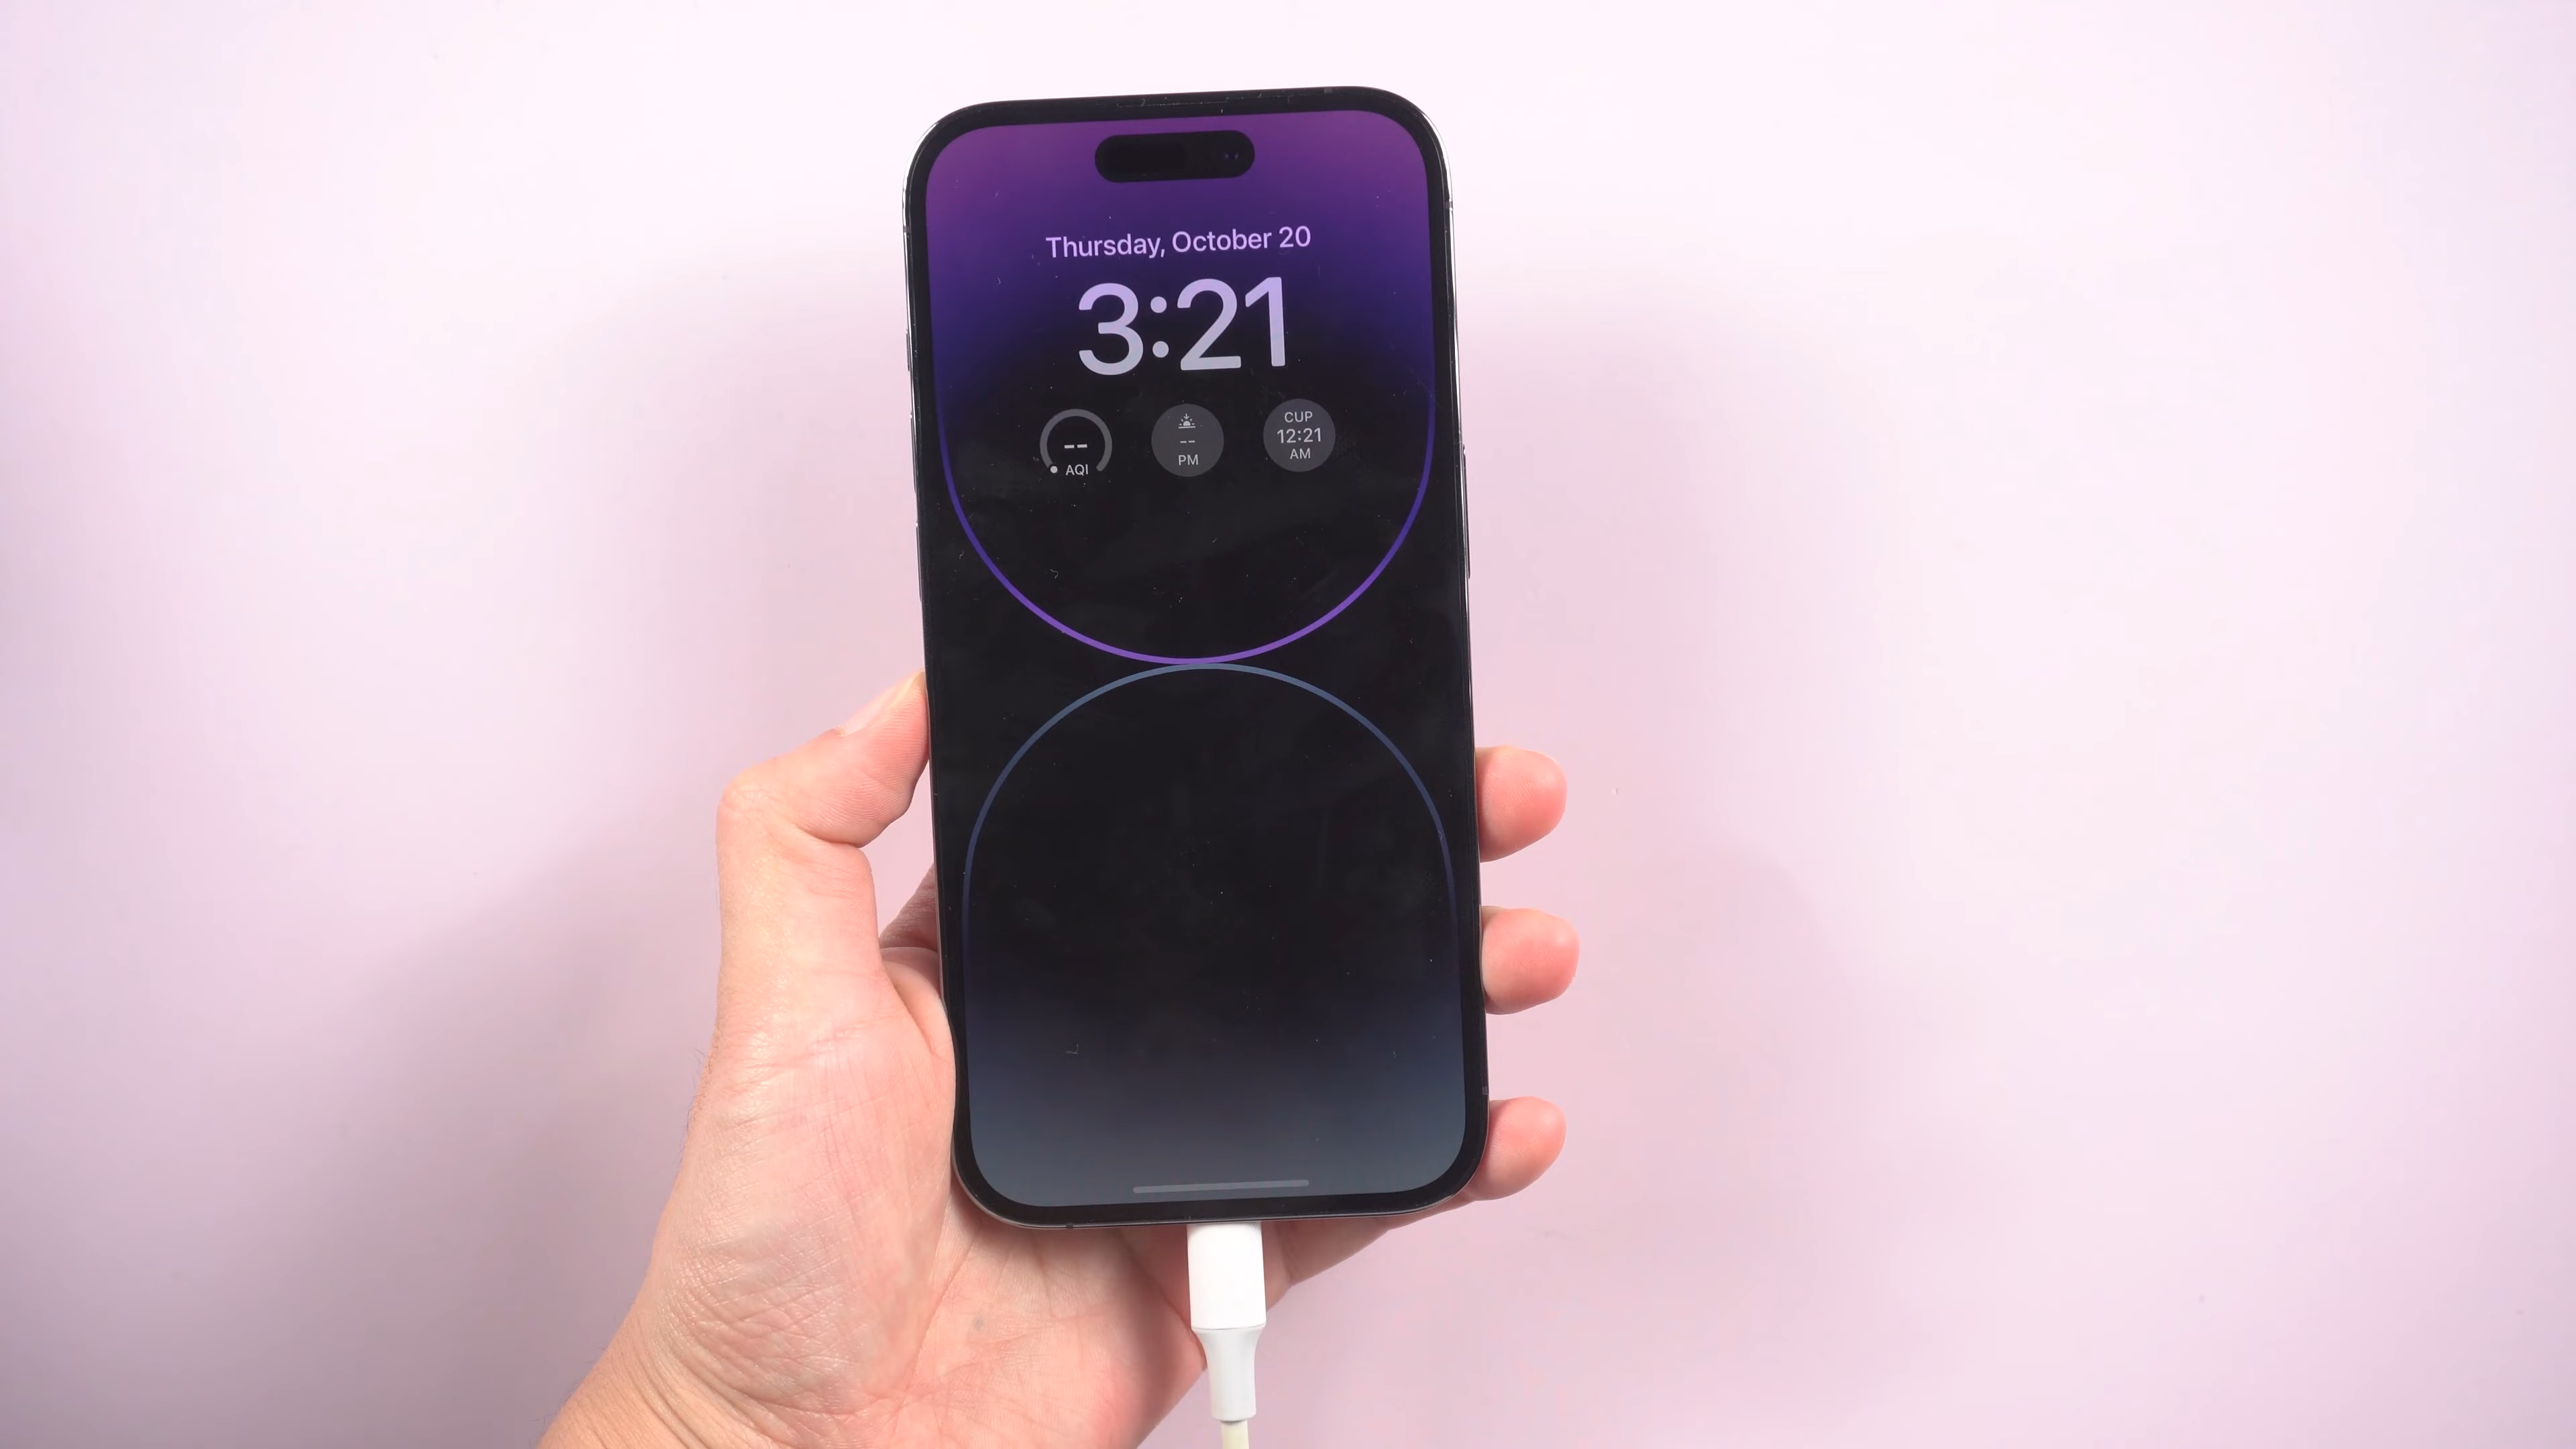 Thursday, October 20
3:21
--
AQI
--
PM
CUP
12:21
AM